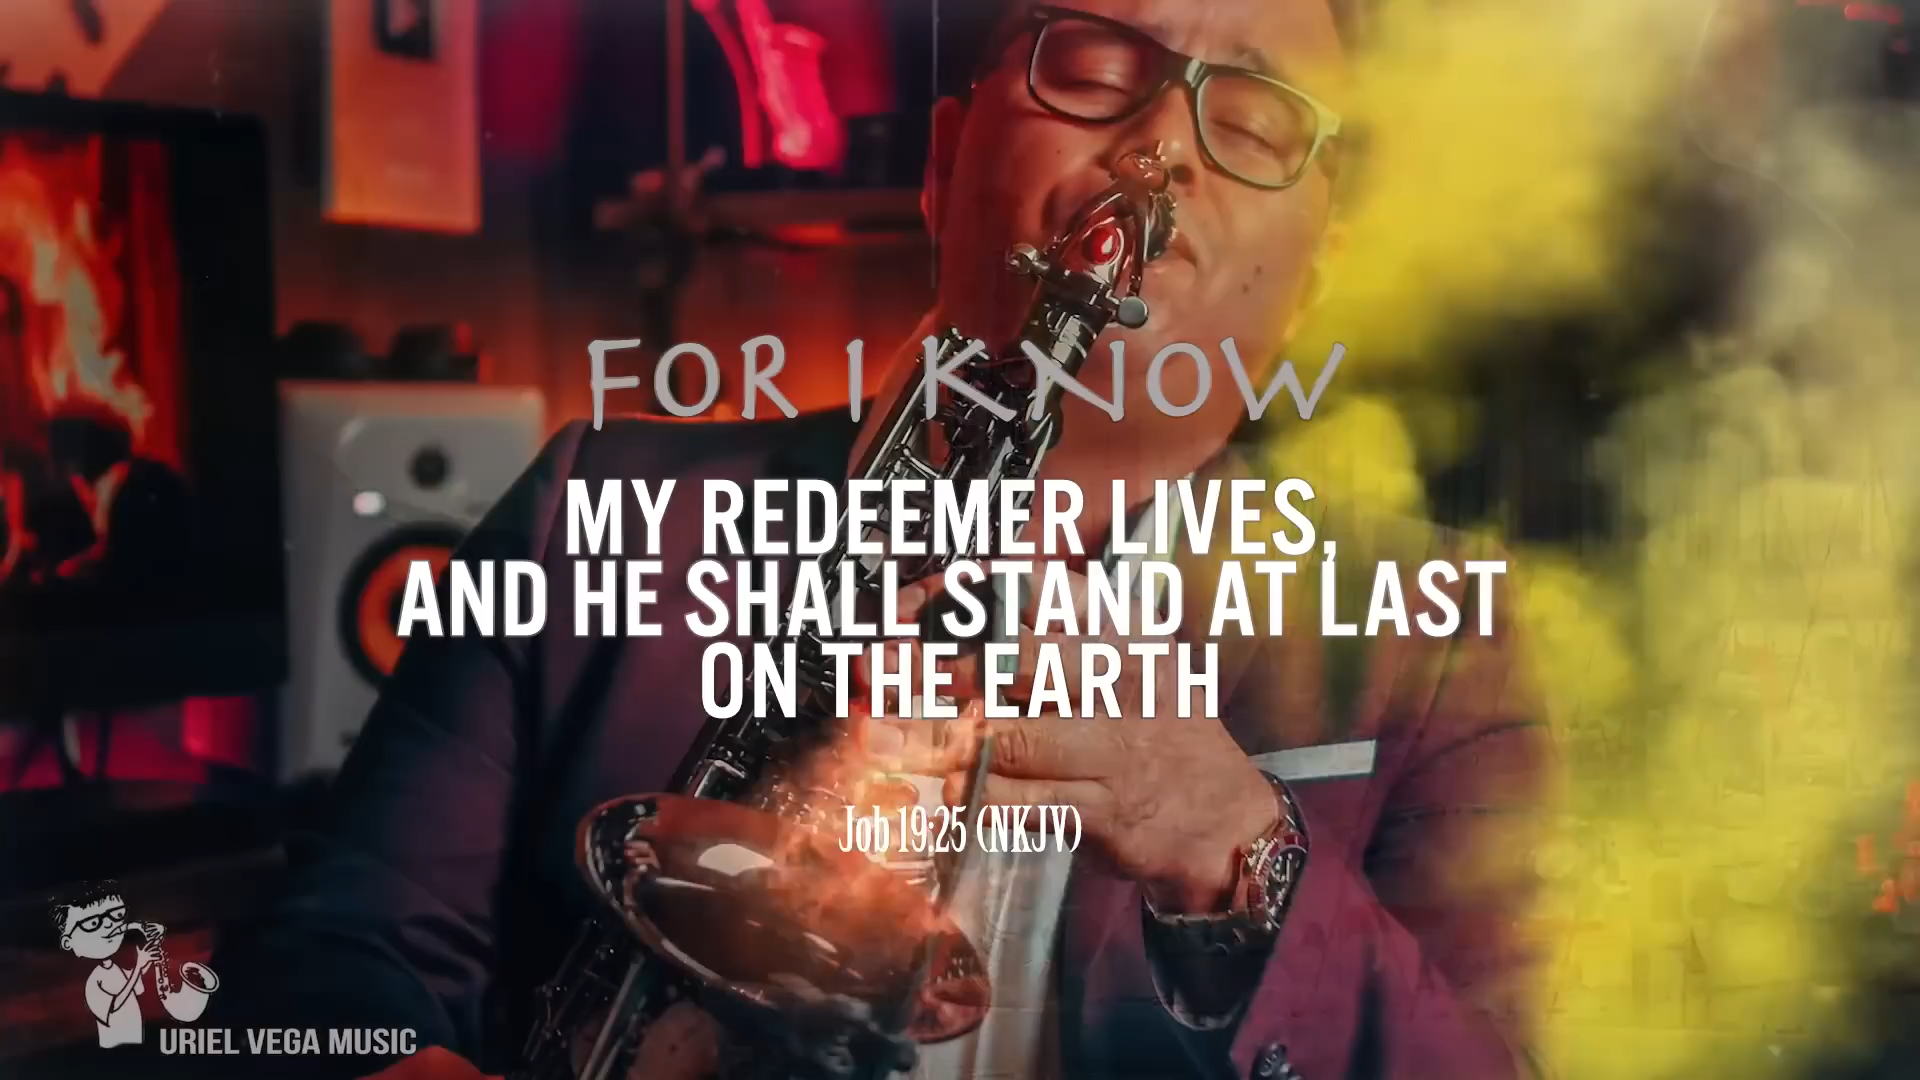 FOR I KNOW
MY REDEEMER LIVES,
AND HE SHALL STAND AT LAST
ON THE EARTH
Job 19:25 (NKJV)
URIEL VEGA MUSIC